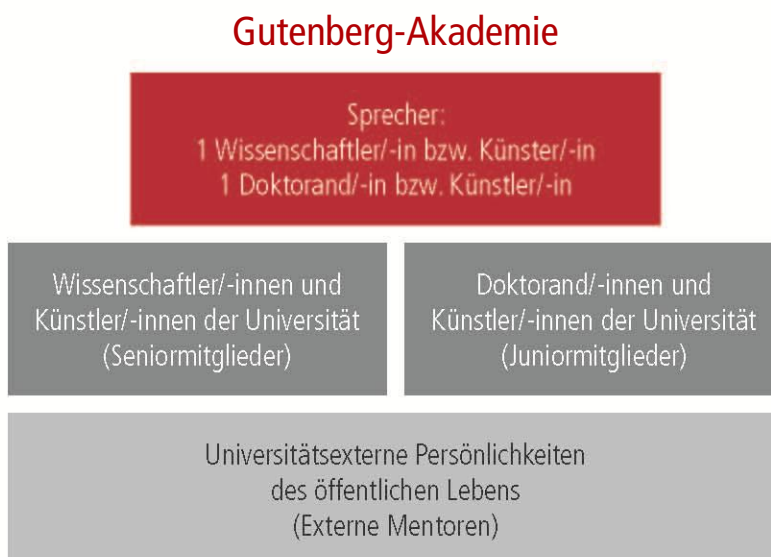 Gutenberg-Akademie
Sprecher:
1 Wissenschaftler/-in bzw. Künster/-in
1 Doktorand/-in bzw. Künstler/-in
Wissenschaftler/-innen und
Künstler/-innen der Universität
(Seniormitglieder)
Doktorand/-innen und
Künstler/-innen der Universität
(Juniormitglieder)
Universitätsexterne Persönlichkeiten
des öffentlichen Lebens
(Externe Mentoren)